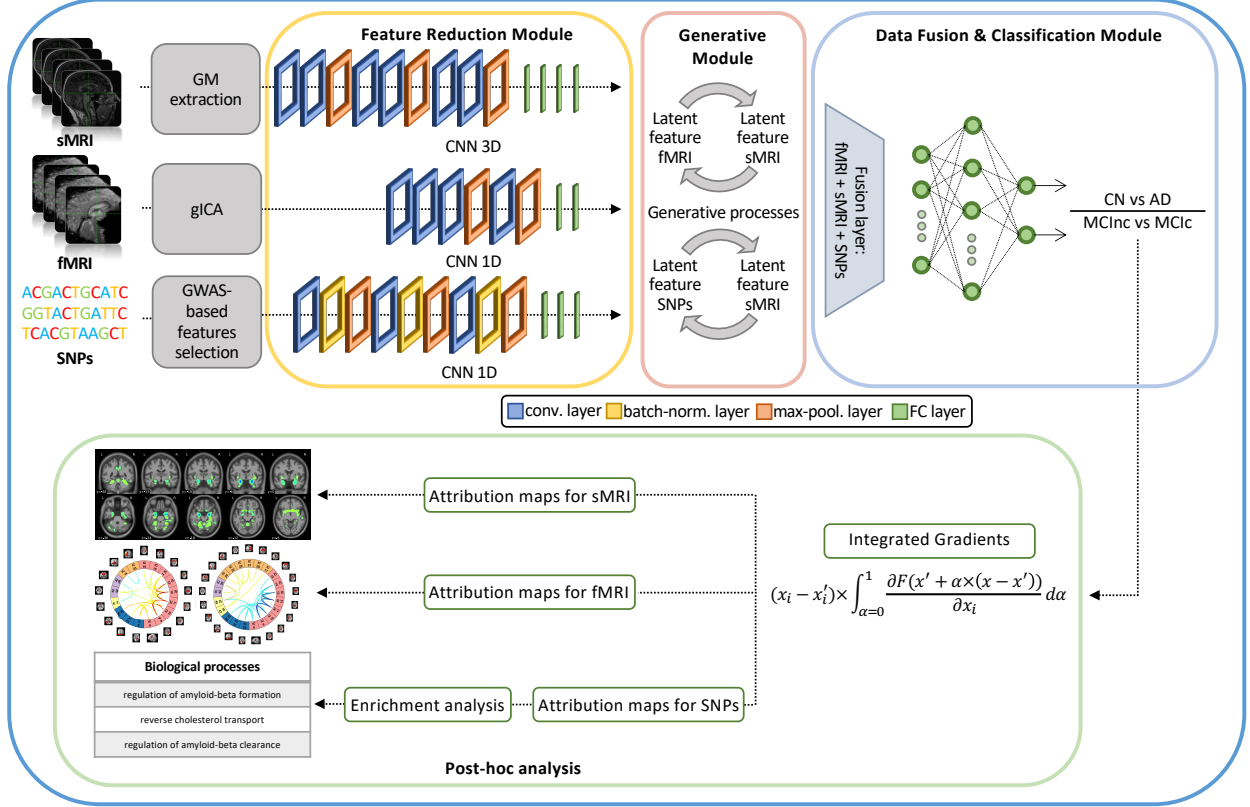 Feature Reduction Module
Generative
Module
Data Fusion & Classification Module
sMRI
GM
extraction
CNN 3D
fMRI
gICA
CNN 1D
ACGACTGCATC
GGTACTGATTC
TCACGTAAGCT
SNPs
GWAS-
based
features
selection
CNN 1D
Latent
feature
fMRI
Latent
feature
sMRI
Generative processes
Latent
feature
SNPs
Latent
feature
sMRI
Fusion layer:
fMRI + sMRI + SNPs
CN vs AD
MCInc vs MCIc
conv. layer
batch-norm. layer
max-pool. layer
FC layer
Attribution maps for sMRI
Attribution maps for fMRI
Enrichment analysis
Attribution maps for SNPs
Integrated Gradients
(xᵢ − xᵢ′)× ∫_{α=0}^{1} ∂F(x′ + α×(x − x′)) / ∂xᵢ dα
Biological processes
regulation of amyloid-beta formation
reverse cholesterol transport
regulation of amyloid-beta clearance
Post-hoc analysis